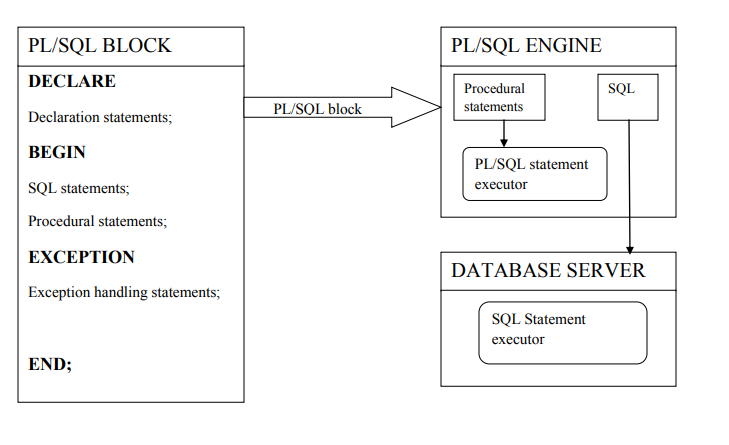 PL/SQL BLOCK
DECLARE
Declaration statements;
BEGIN
SQL statements;
Procedural statements;
EXCEPTION
Exception handling statements;
END;
PL/SQL block
PL/SQL ENGINE
Procedural
statements
SQL
PL/SQL statement
executor
DATABASE SERVER
SQL Statement
executor